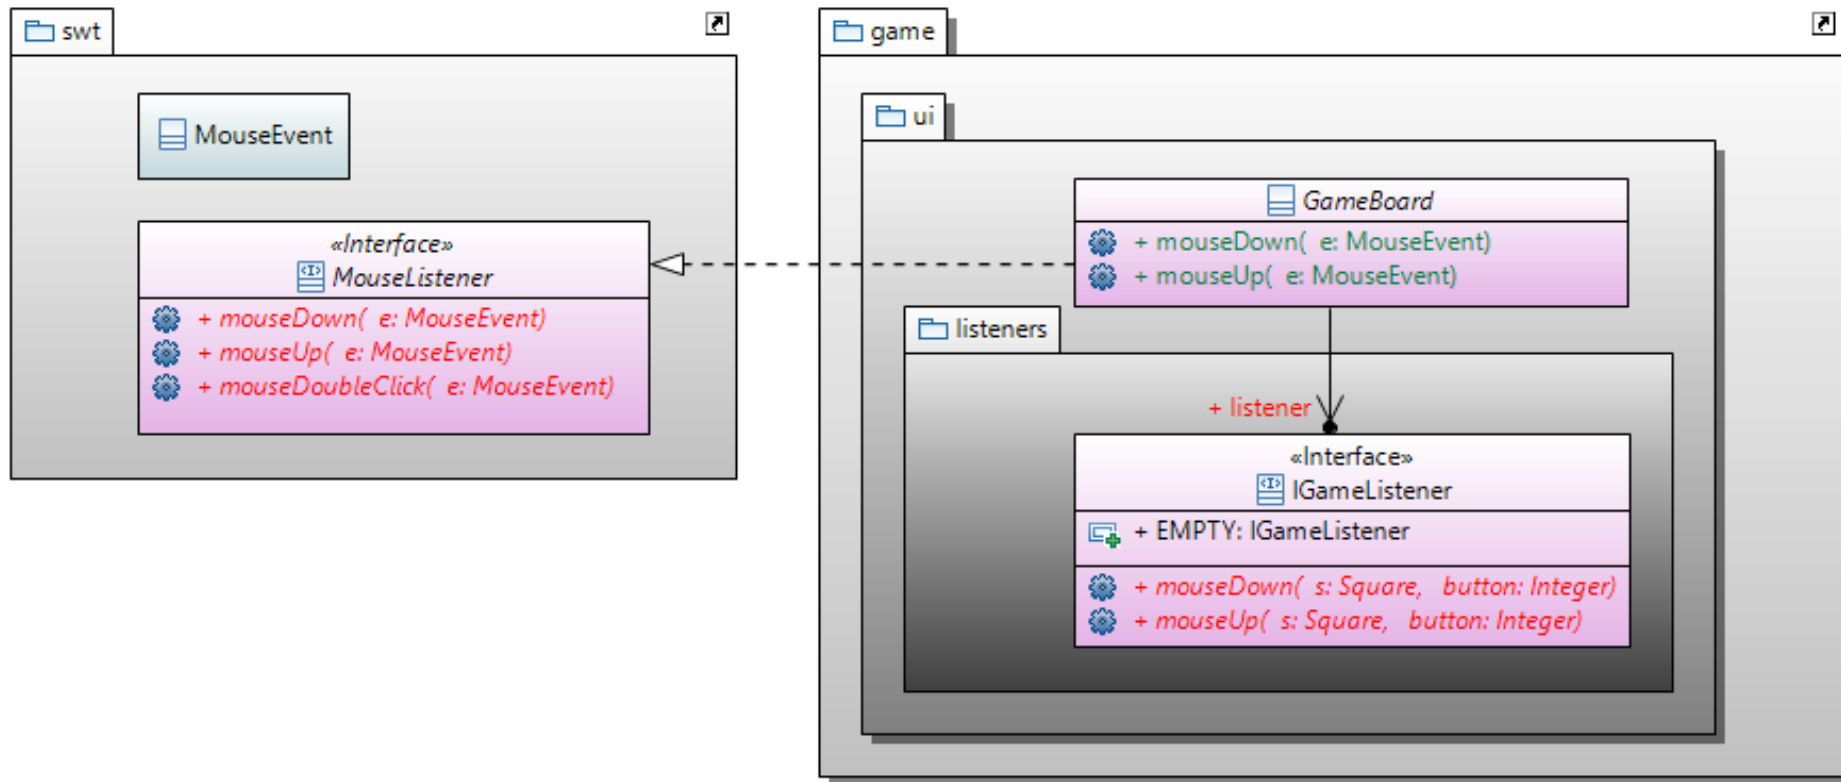 swt
MouseEvent
«Interface»
MouseListener
+ mouseDown( e: MouseEvent)
+ mouseUp( e: MouseEvent)
+ mouseDoubleClick( e: MouseEvent)
game
ui
GameBoard
+ mouseDown( e: MouseEvent)
+ mouseUp( e: MouseEvent)
listeners
+ listener
«Interface»
IGameListener
+ EMPTY: IGameListener
+ mouseDown( s: Square, button: Integer)
+ mouseUp( s: Square, button: Integer)